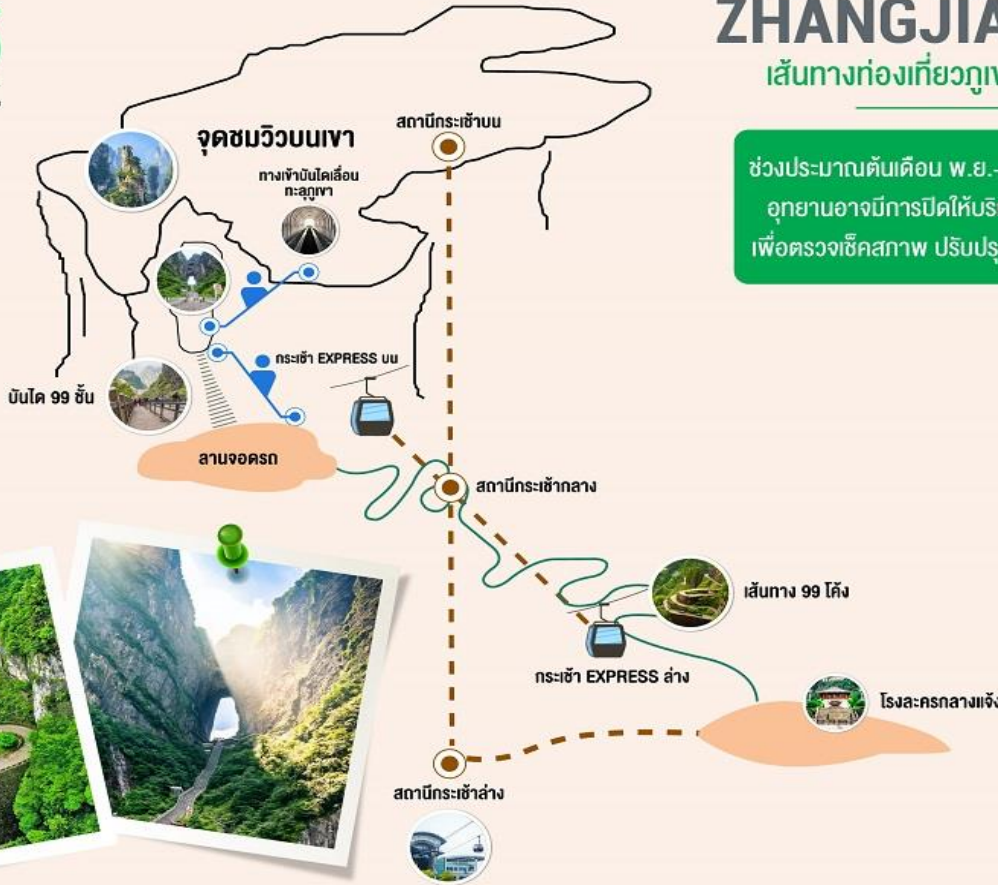 ZHANGJIA
เส้นทางท่องเที่ยวภูเข
ช่วงประมาณต้นเดือน พ.ย.-
อุทยานอาจมีการปิดให้บริ
เพื่อตรวจเช็คสภาพ ปรับปรุ
สถานีกระเช้าบน
จุดชมวิวบนเขา
ทางเข้าบันไดเลื่อน
ทะลุภูเขา
กระเช้า EXPRESS บน
บันได 99 ชั้น
ลานจอดรถ
สถานีกระเช้ากลาง
เส้นทาง 99 โค้ง
กระเช้า EXPRESS ล่าง
โรงละครกลางแจ้ง
สถานีกระเช้าล่าง